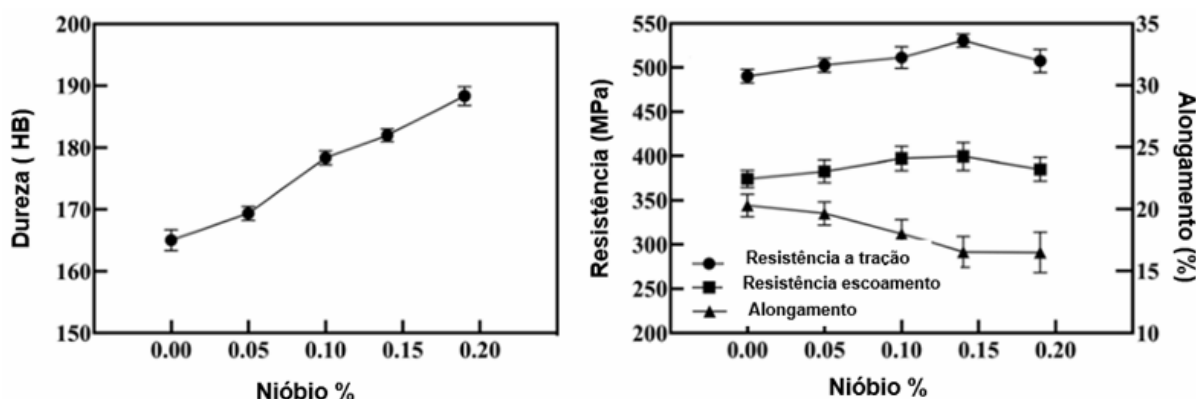 200
190
180
170
160
150
Dureza ( HB)
0.00 0.05 0.10 0.15 0.20
Nióbio %
550
500
450
400
350
300
250
200
Resistência (MPa)
35
30
25
20
15
10
Alongamento (%)
Resistência a tração
Resistência escoamento
Alongamento
0.00 0.05 0.10 0.15 0.20
Nióbio %